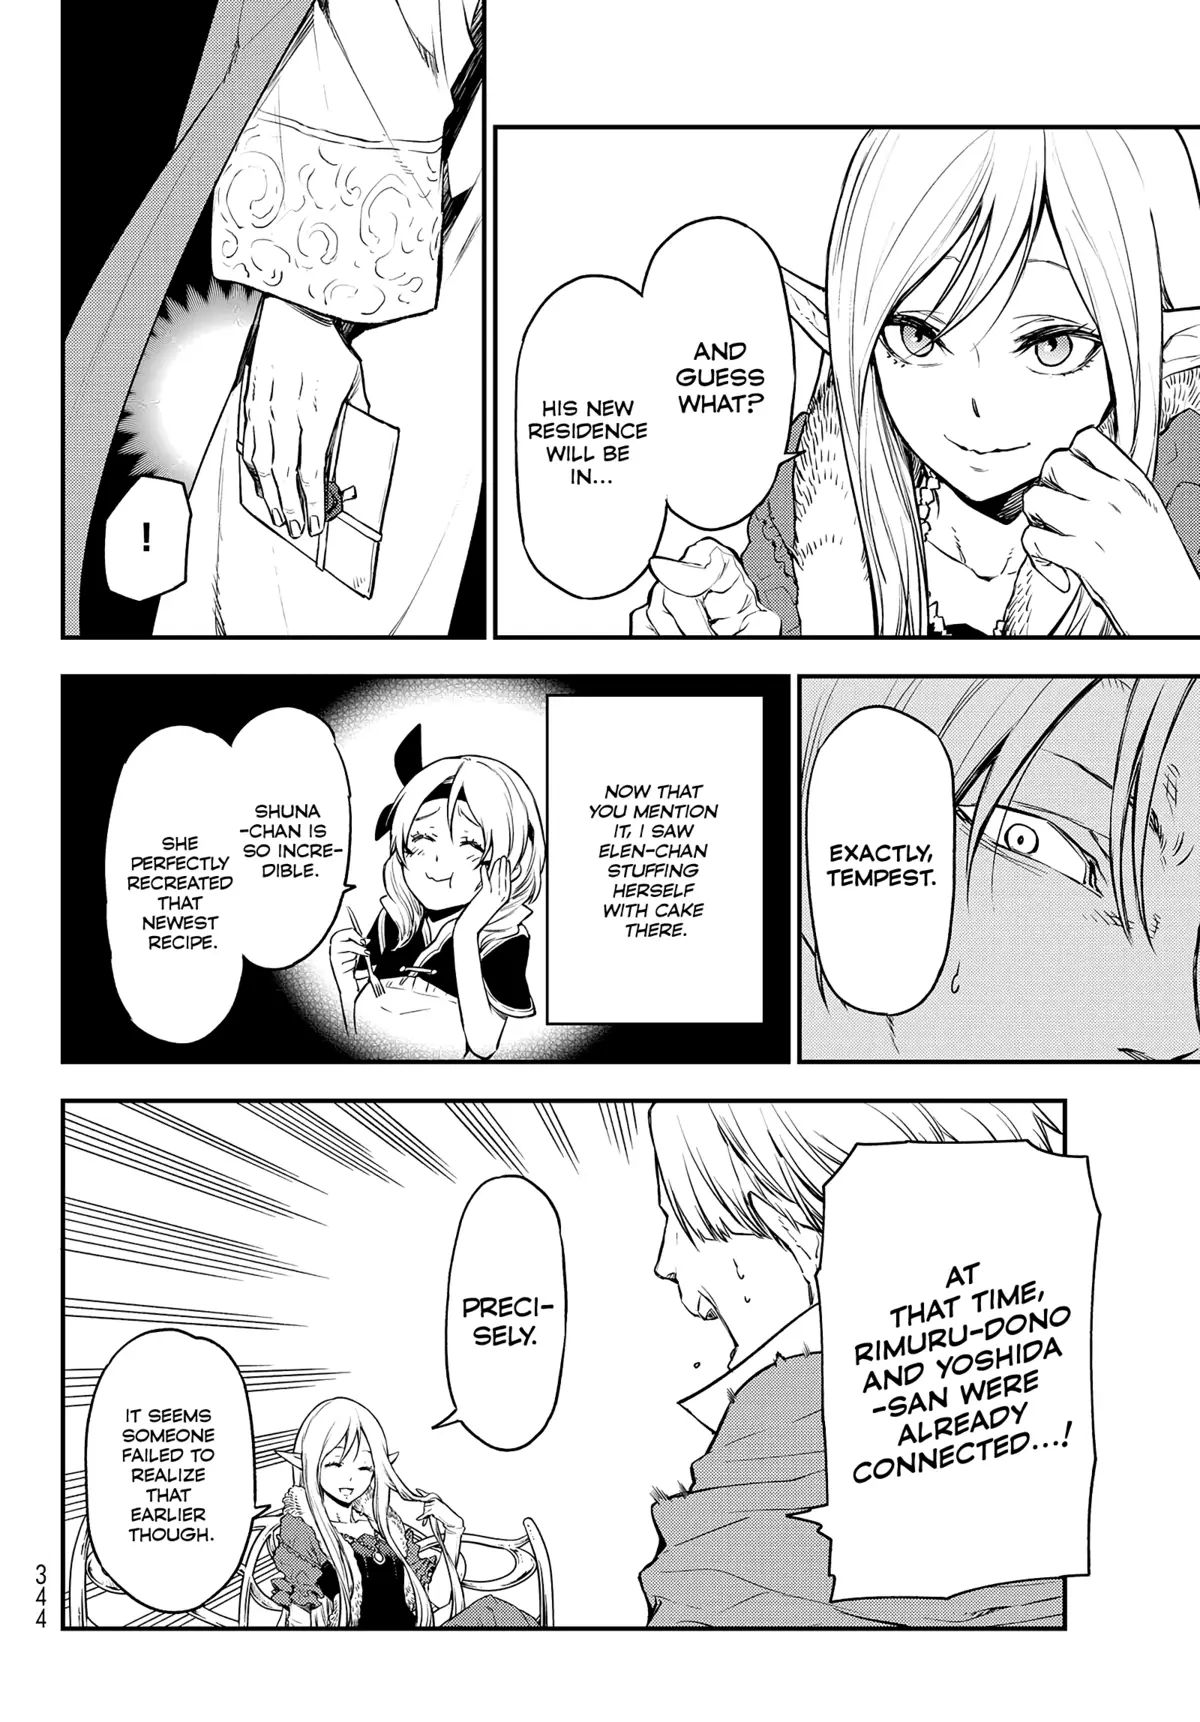 AND
GUESS
WHAT?
HIS NEW
RESIDENCE
WILL BE
IN...
!
EXACTLY,
TEMPEST.
NOW THAT
YOU MENTION
IT, I SAW
ELEN-CHAN
STUFFING
HERSELF
WITH CAKE
THERE.
SHUNA
-CHAN IS
SO INCRE-
DIBLE.
SHE
PERFECTLY
RECREATED
THAT
NEWEST
RECIPE.
AT
THAT TIME,
RIMURU-DONO
AND YOSHIDA
-SAN WERE
ALREADY
CONNECTED...!
PRECI-
SELY.
IT SEEMS
SOMEONE
FAILED TO
REALIZE
THAT
EARLIER
THOUGH.
344